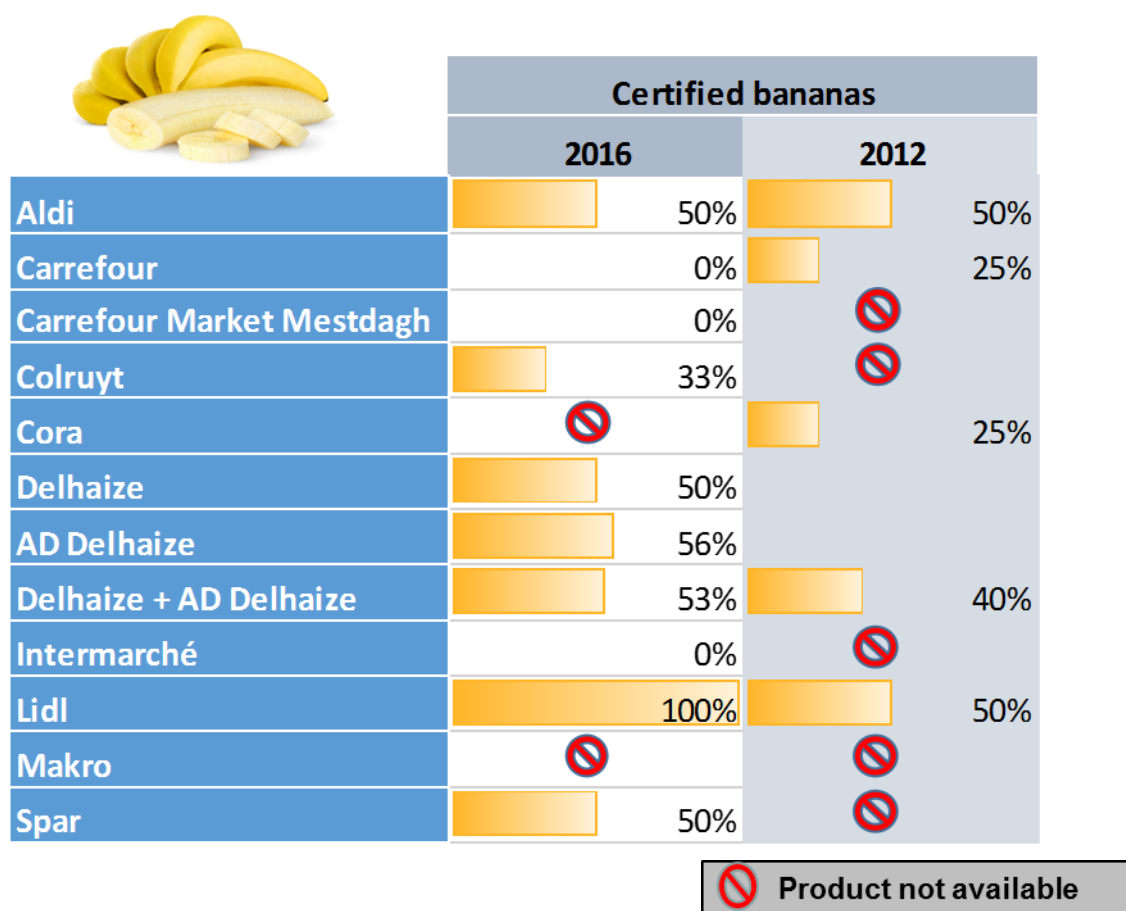 Certified bananas
2016 2012
Aldi 50% 50%
Carrefour 0% 25%
Carrefour Market Mestdagh 0%
Colruyt 33%
Cora 25%
Delhaize 50%
AD Delhaize 56%
Delhaize + AD Delhaize 53% 40%
Intermarché 0%
Lidl 100% 50%
Makro
Spar 50%
Product not available